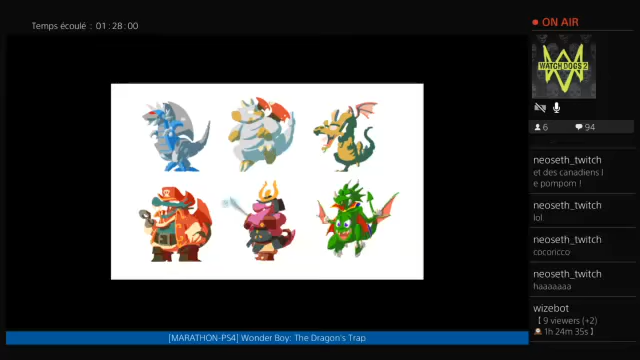 Temps écoulé : 01:28:00
ON AIR
WATCH DOGS 2
6 94
neoseth_twitch
et des canadiens l
e pompom !
neoseth_twitch
lol
neoseth_twitch
cocoricco
neoseth_twitch
haaaaaaa
wizebot
【 9 viewers (+2)
1h 24m 35s】
[MARATHON-PS4] Wonder Boy: The Dragon's Trap